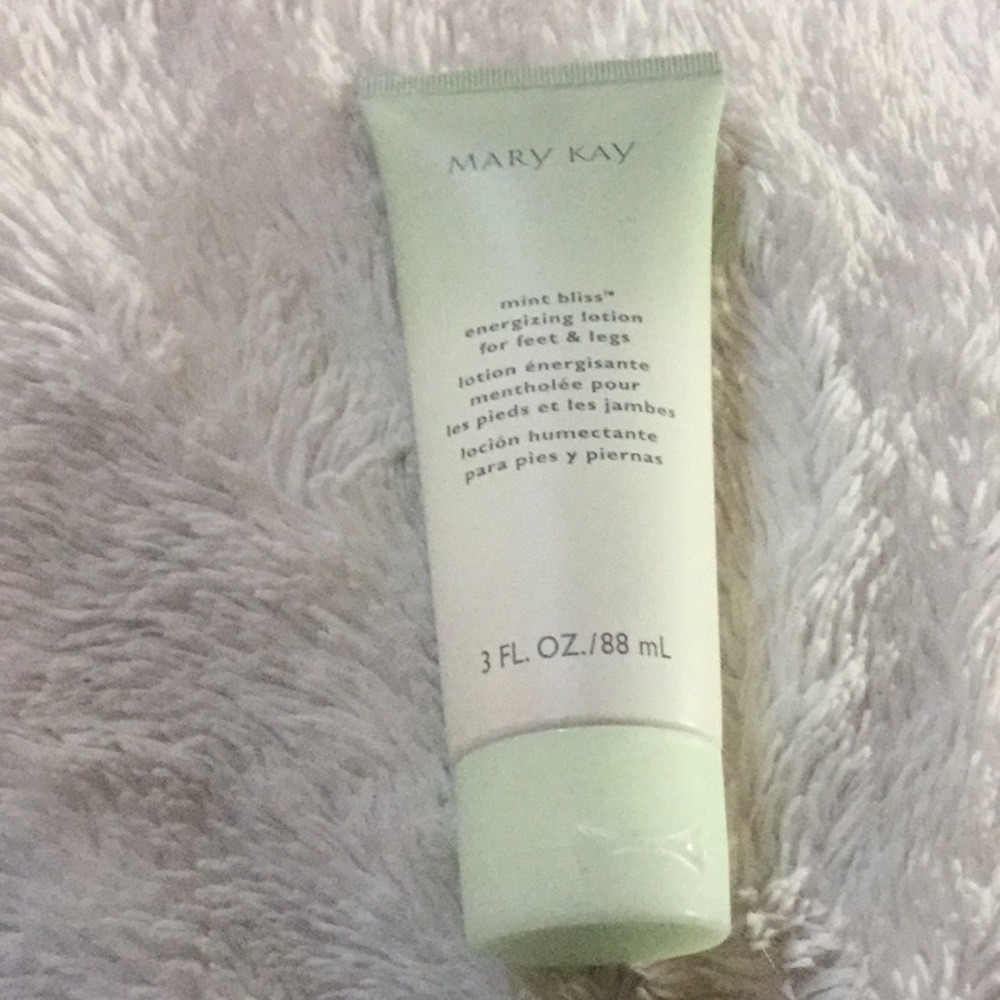 MARY KAY
mint bliss™
energizing lotion
for feet & legs
lotion énergisante
mentholée pour
les pieds et les jambes
loción humectante
para pies y piernas
3 FL. OZ./88 mL